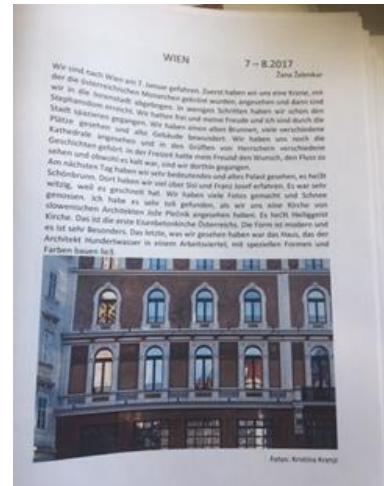 WIEN 7 – 8.2017
Žana Želenkar
Wir sind nach Wien am 7. Januar gefahren. Zuerst haben wir uns eine Krone, mit
der die österreichischen Monarchen gekrönt wurden, angesehen und dann sind
wir in die Innenstadt abgebogen. In wenigen Schritten haben wir schon den
Stephansdom erreicht. Wir hatten frei und meine Freunde und ich sind durch die
Stadt spazieren gegangen. Wir haben einen alten Brunnen, viele verschiedene
Plätze gesehen und alte Gebäude bewundert. Wir haben uns noch die
Kathedrale angesehen und in den Grüften von Herrschern verschiedene
Geschichten gehört. In der Freizeit hatte mein Freund den Wunsch, den Fluss zu
sehen und obwohl es kalt war, sind wir dorthin gegangen.
Am nächsten Tag haben wir sehr bedeutendes und altes Palast gesehen, es heißt
Schönbrunn. Dort haben wir viel über Sisi und Franz Josef erfahren. Es war sehr
witzig, weil es geschneit hat. Wir haben viele Fotos gemacht und Schnee
genossen. Ich habe es sehr toll gefunden, als wir uns eine Kirche von
slowenischen Architekten Jože Plečnik angesehen haben. Es heißt Heiliggeist
Kirche. Das ist die erste Eisenbetonkirche Österreichs. Die Form ist modern und
es ist sehr Besonders. Das letzte, was wir gesehen haben war das Haus, das der
Architekt Hundertwasser in einem Arbeitsviertel, mit speziellen Formen und
Farben bauen ließ.
Fotos: Kristina Kranjc